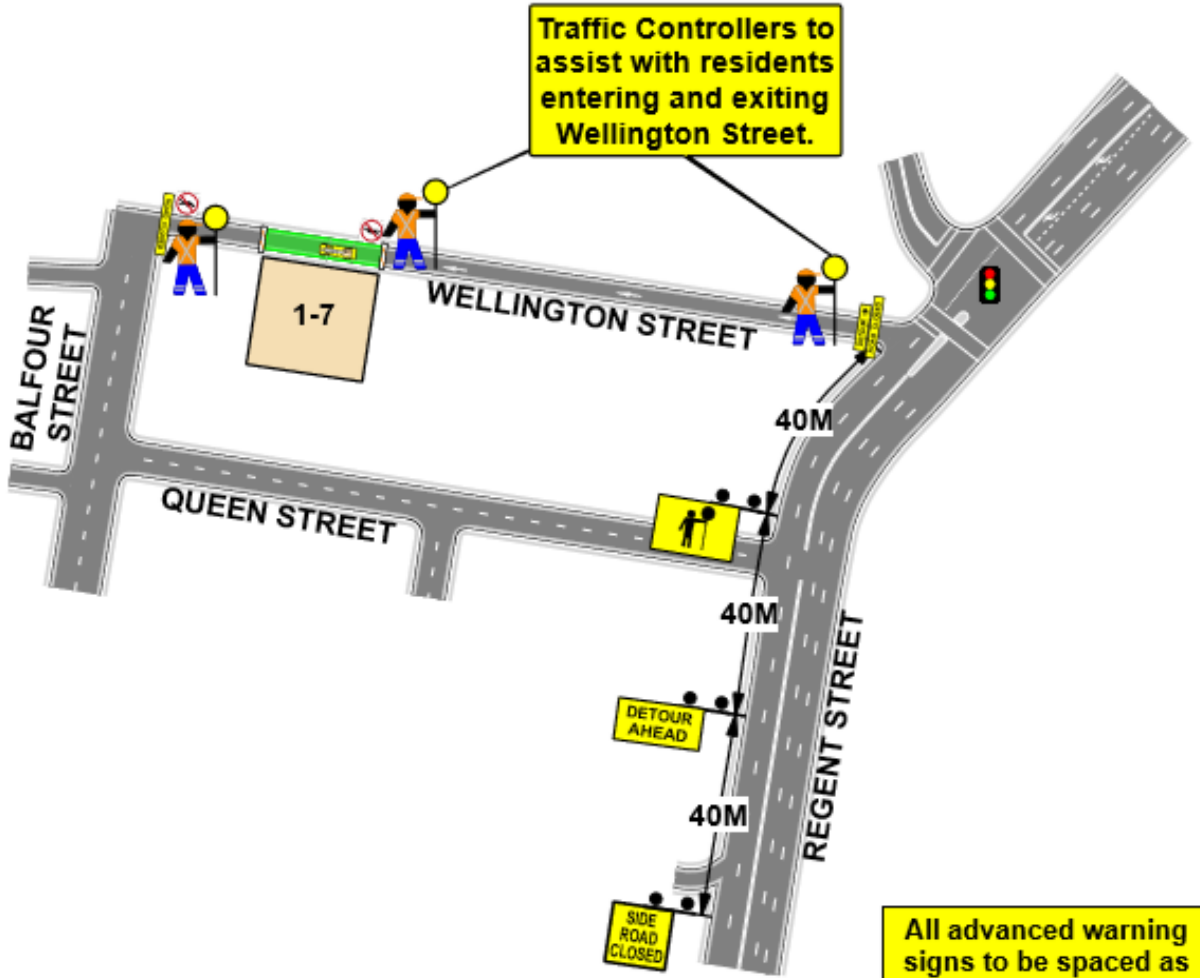 Traffic Controllers to
assist with residents
entering and exiting
Wellington Street.
1-7
WELLINGTON STREET
BALFOUR
STREET
40M
QUEEN STREET
40M
DETOUR
AHEAD
REGENT STREET
40M
SIDE
ROAD
CLOSED
All advanced warning
signs to be spaced as